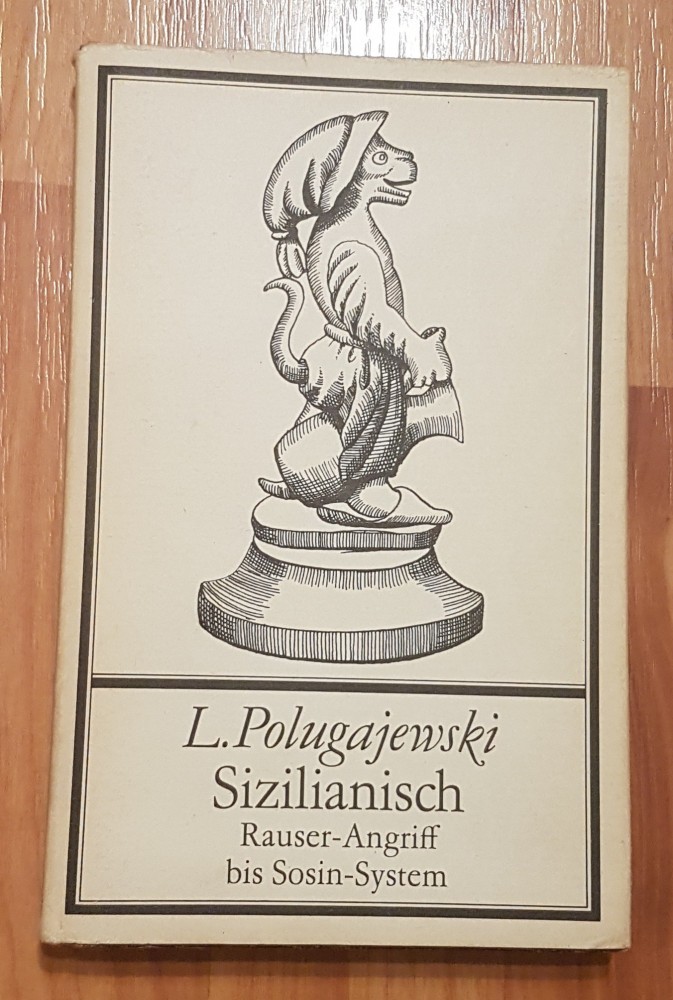 L. Polugajewski
Sizilianisch
Rauser-Angriff
bis Sosin-System